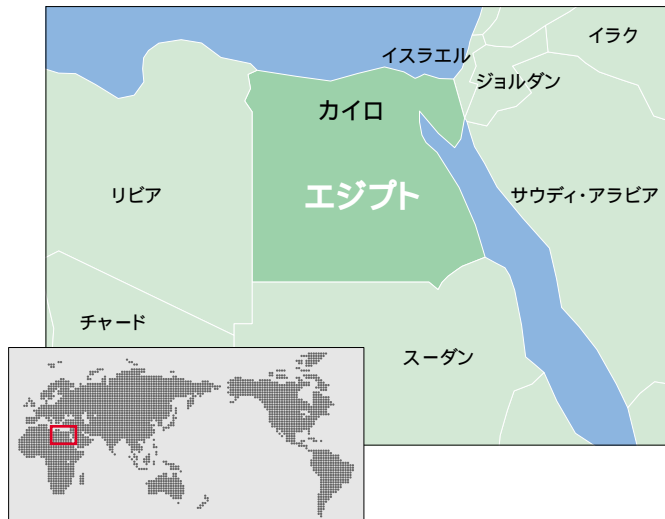 イラク
イスラエル
ジョルダン
カイロ
エジプト
リビア
サウディ・アラビア
チャード
スーダン